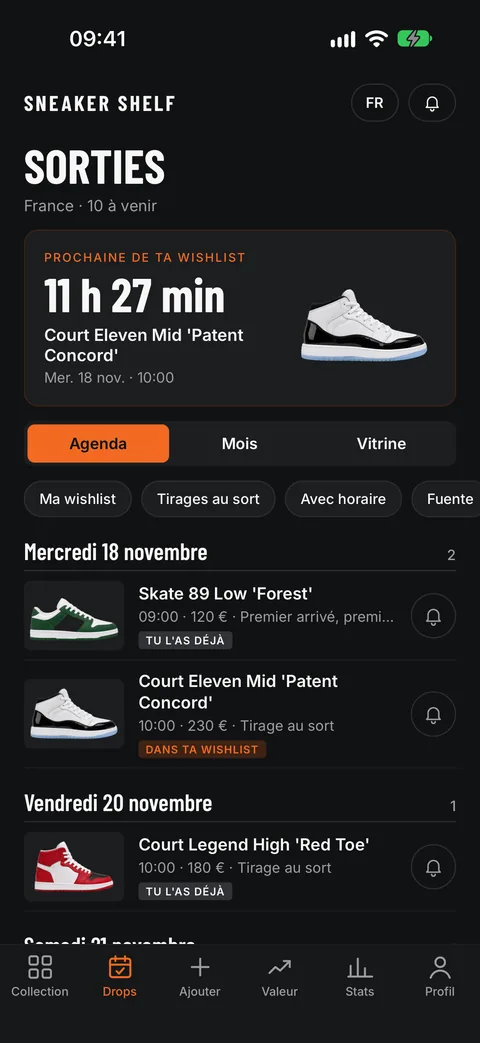 09:41
SNEAKER SHELF
FR
SORTIES
France · 10 à venir
PROCHAINE DE TA WISHLIST
11 h 27 min
Court Eleven Mid 'Patent
Concord'
Mer. 18 nov. · 10:00
Agenda
Mois
Vitrine
Ma wishlist
Tirages au sort
Avec horaire
Fuente
Mercredi 18 novembre
2
Skate 89 Low 'Forest'
09:00 · 120 € · Premier arrivé, premi...
TU L'AS DÉJÀ
Court Eleven Mid 'Patent
Concord'
10:00 · 230 € · Tirage au sort
DANS TA WISHLIST
Vendredi 20 novembre
1
Court Legend High 'Red Toe'
10:00 · 180 € · Tirage au sort
TU L'AS DÉJÀ
Samedi 21 novembre
Collection
Drops
Ajouter
Valeur
Stats
Profil